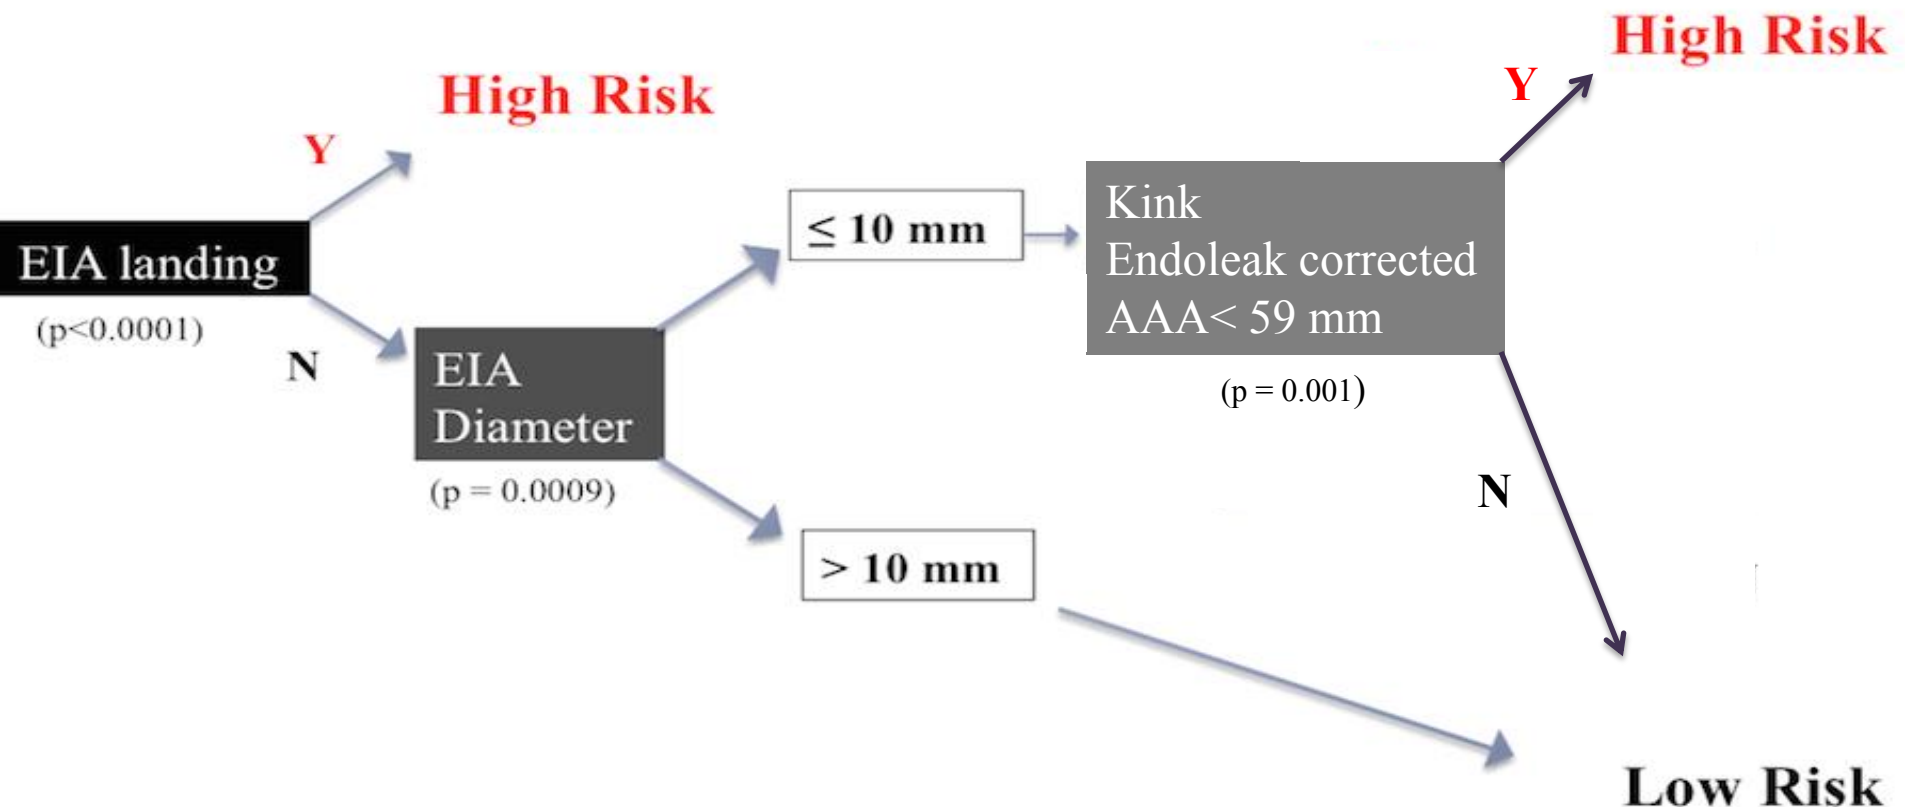 High Risk
Y
High Risk
Y
≤ 10 mm
Kink
Endoleak corrected
AAA< 59 mm
EIA landing
(p<0.0001)
N
EIA
Diameter
(p = 0.001)
(p = 0.0009)
N
> 10 mm
Low Risk